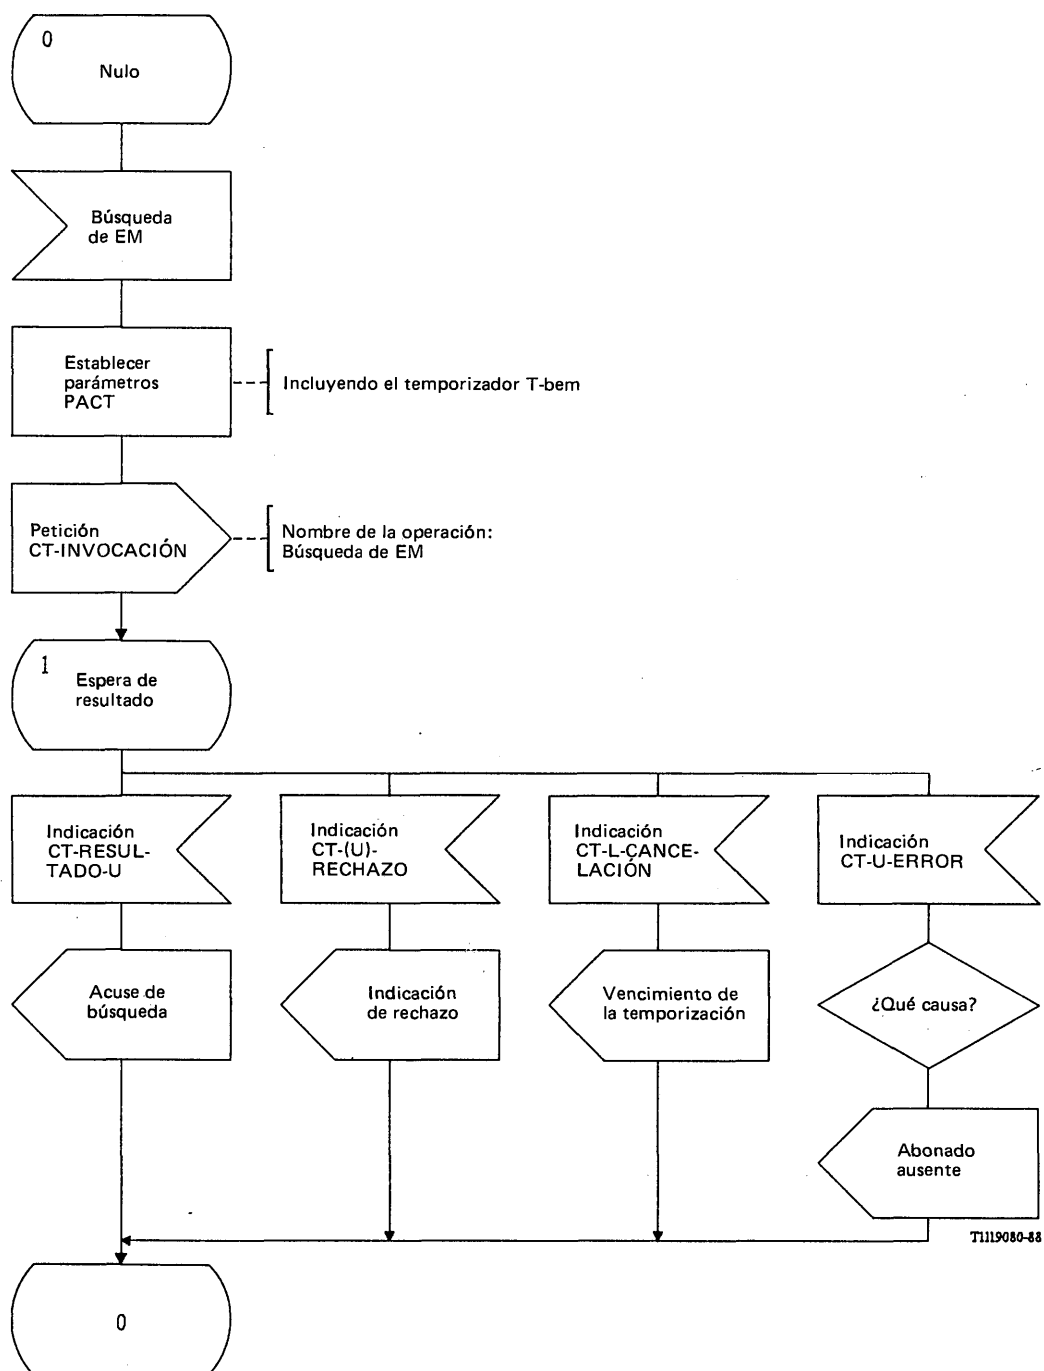 0
Nulo
Búsqueda
de EM
Establecer
parámetros
PACT
Incluyendo el temporizador T-bem
Petición
CT-INVOCACIÓN
Nombre de la operación:
Búsqueda de EM
1
Espera de
resultado
Indicación
CT-RESUL-
TADO-U
Indicación
CT-(U)-
RECHAZO
Indicación
CT-L-CANCE-
LACIÓN
Indicación
CT-U-ERROR
Acuse de
búsqueda
Indicación
de rechazo
Vencimiento de
la temporización
¿Qué causa?
Abonado
ausente
T1119080-88
0